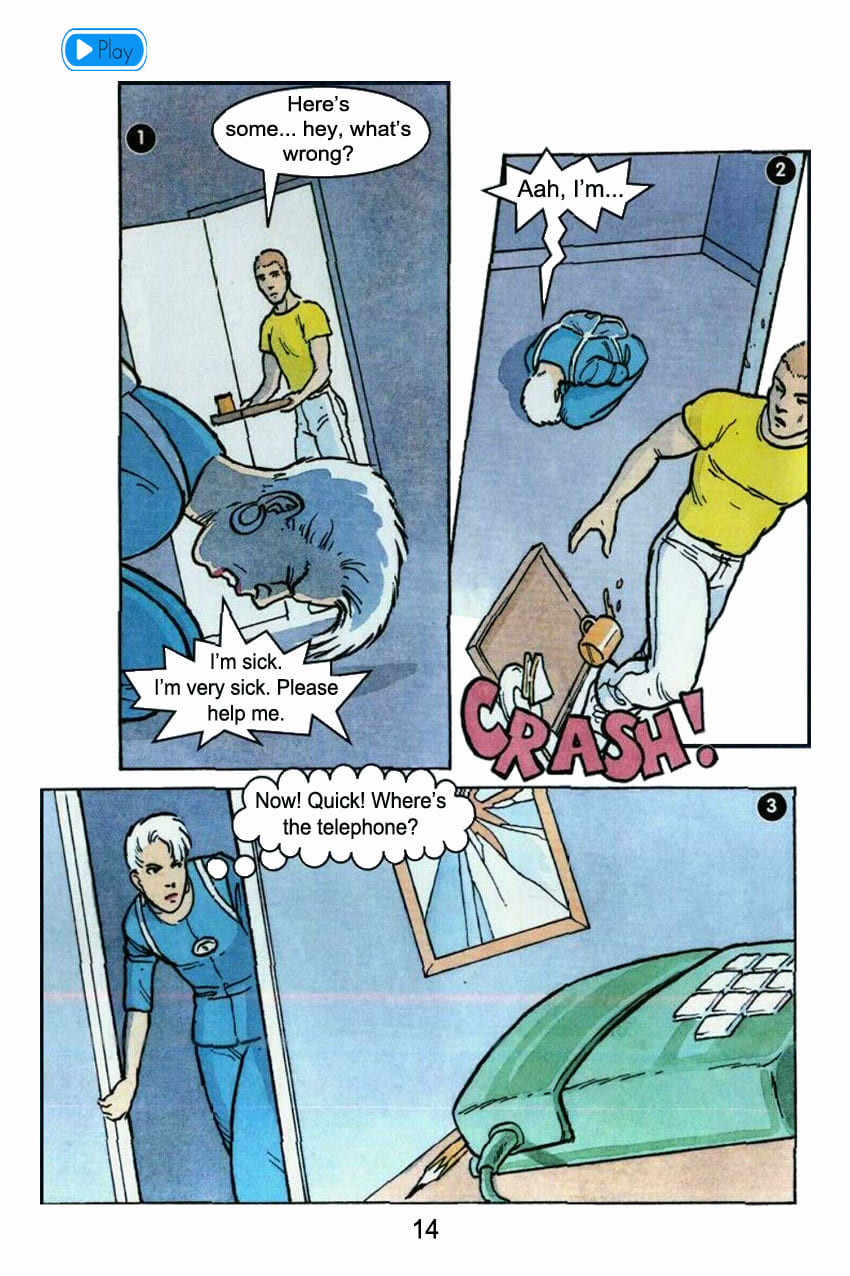 Play
1
Here's
some... hey, what's
wrong?
I'm sick.
I'm very sick. Please
help me.
2
Aah, I'm...
CRASH!
3
Now! Quick! Where's
the telephone?
14